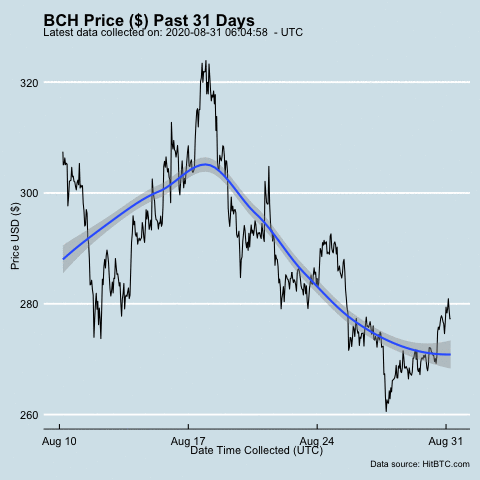 BCH Price ($) Past 31 Days
Latest data collected on: 2020-08-31 06:04:58 - UTC
320
300
280
260
Price USD ($)
Aug 10 Aug 17 Aug 24 Aug 31
Date Time Collected (UTC)
Data source: HitBTC.com